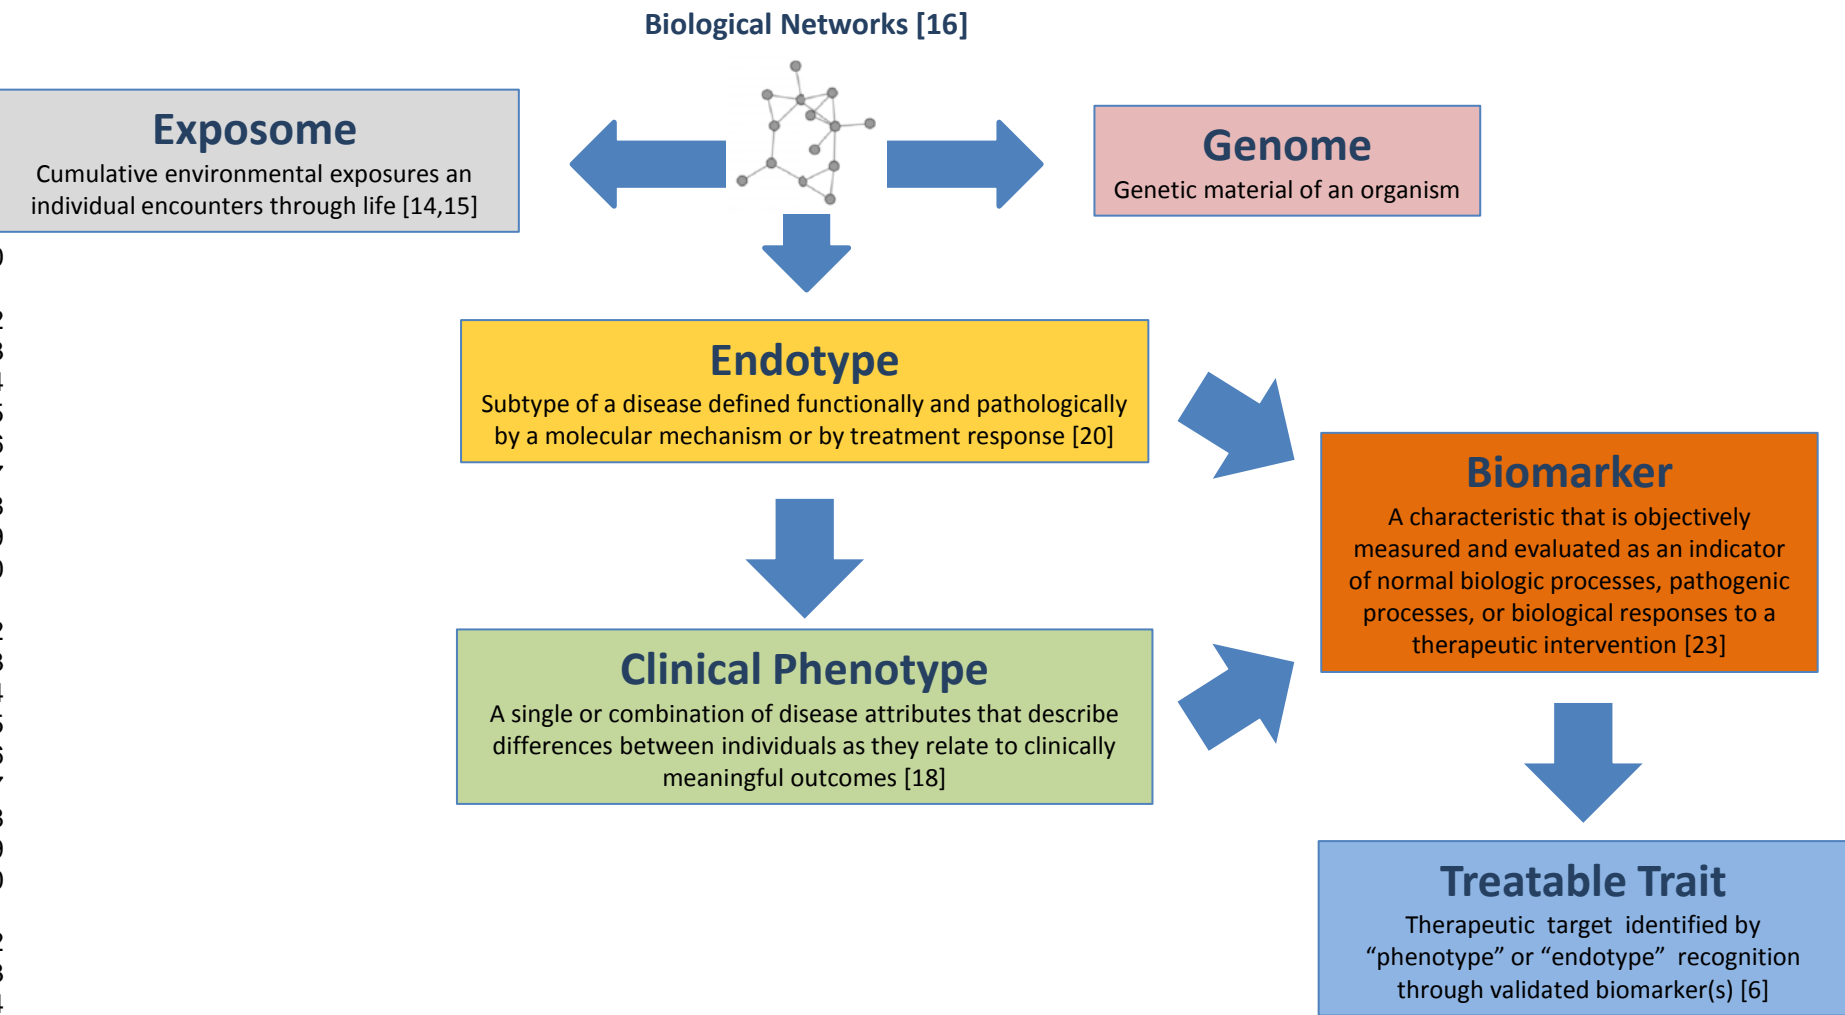 Biological Networks [16]
Exposome
Cumulative environmental exposures an
individual encounters through life [14,15]
Genome
Genetic material of an organism
Endotype
Subtype of a disease defined functionally and pathologically
by a molecular mechanism or by treatment response [20]
Biomarker
A characteristic that is objectively
measured and evaluated as an indicator
of normal biologic processes, pathogenic
processes, or biological responses to a
therapeutic intervention [23]
Clinical Phenotype
A single or combination of disease attributes that describe
differences between individuals as they relate to clinically
meaningful outcomes [18]
Treatable Trait
Therapeutic target identified by
“phenotype” or “endotype” recognition
through validated biomarker(s) [6]